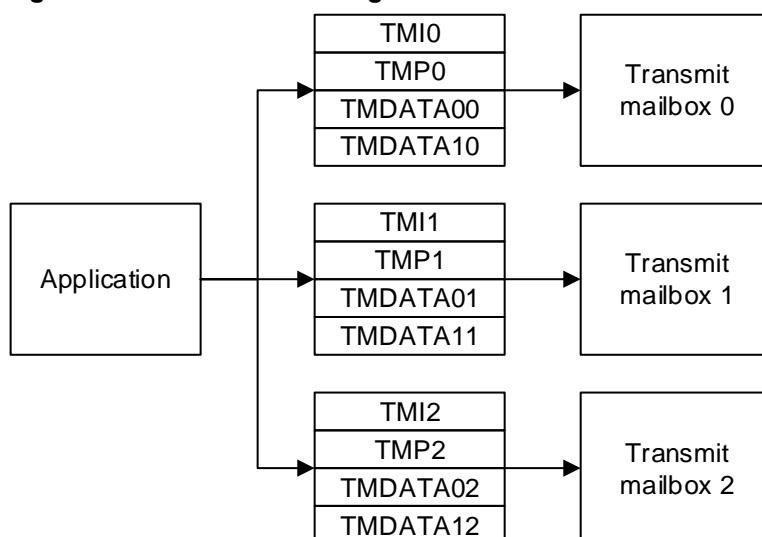 TMI0
TMP0
TMDATA00
TMDATA10
Transmit
mailbox 0
Application
TMI1
TMP1
TMDATA01
TMDATA11
Transmit
mailbox 1
TMI2
TMP2
TMDATA02
TMDATA12
Transmit
mailbox 2